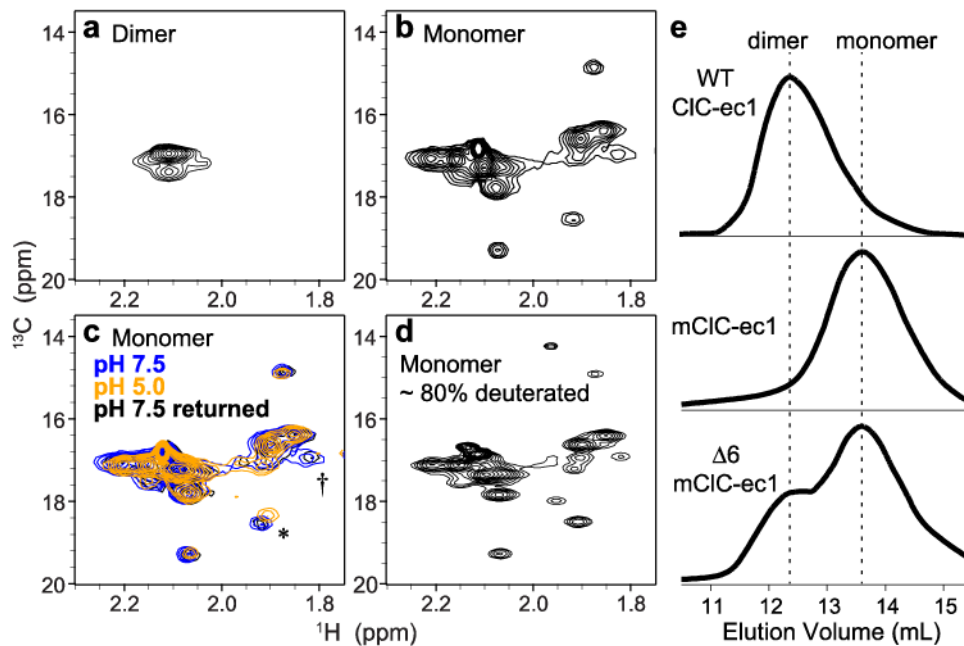 a Dimer
14
16
18
20
2.2 2.0 1.8
b Monomer
14
16
18
20
2.2 2.0 1.8
c Monomer
pH 7.5
pH 5.0
pH 7.5 returned
†
*
14
16
18
20
2.2 2.0 1.8
d
Monomer
~ 80% deuterated
14
16
18
20
2.2 2.0 1.8
¹³C (ppm)
¹H (ppm)
e
dimer monomer
WT
ClC-ec1
mClC-ec1
Δ6
mClC-ec1
11 12 13 14 15
Elution Volume (mL)